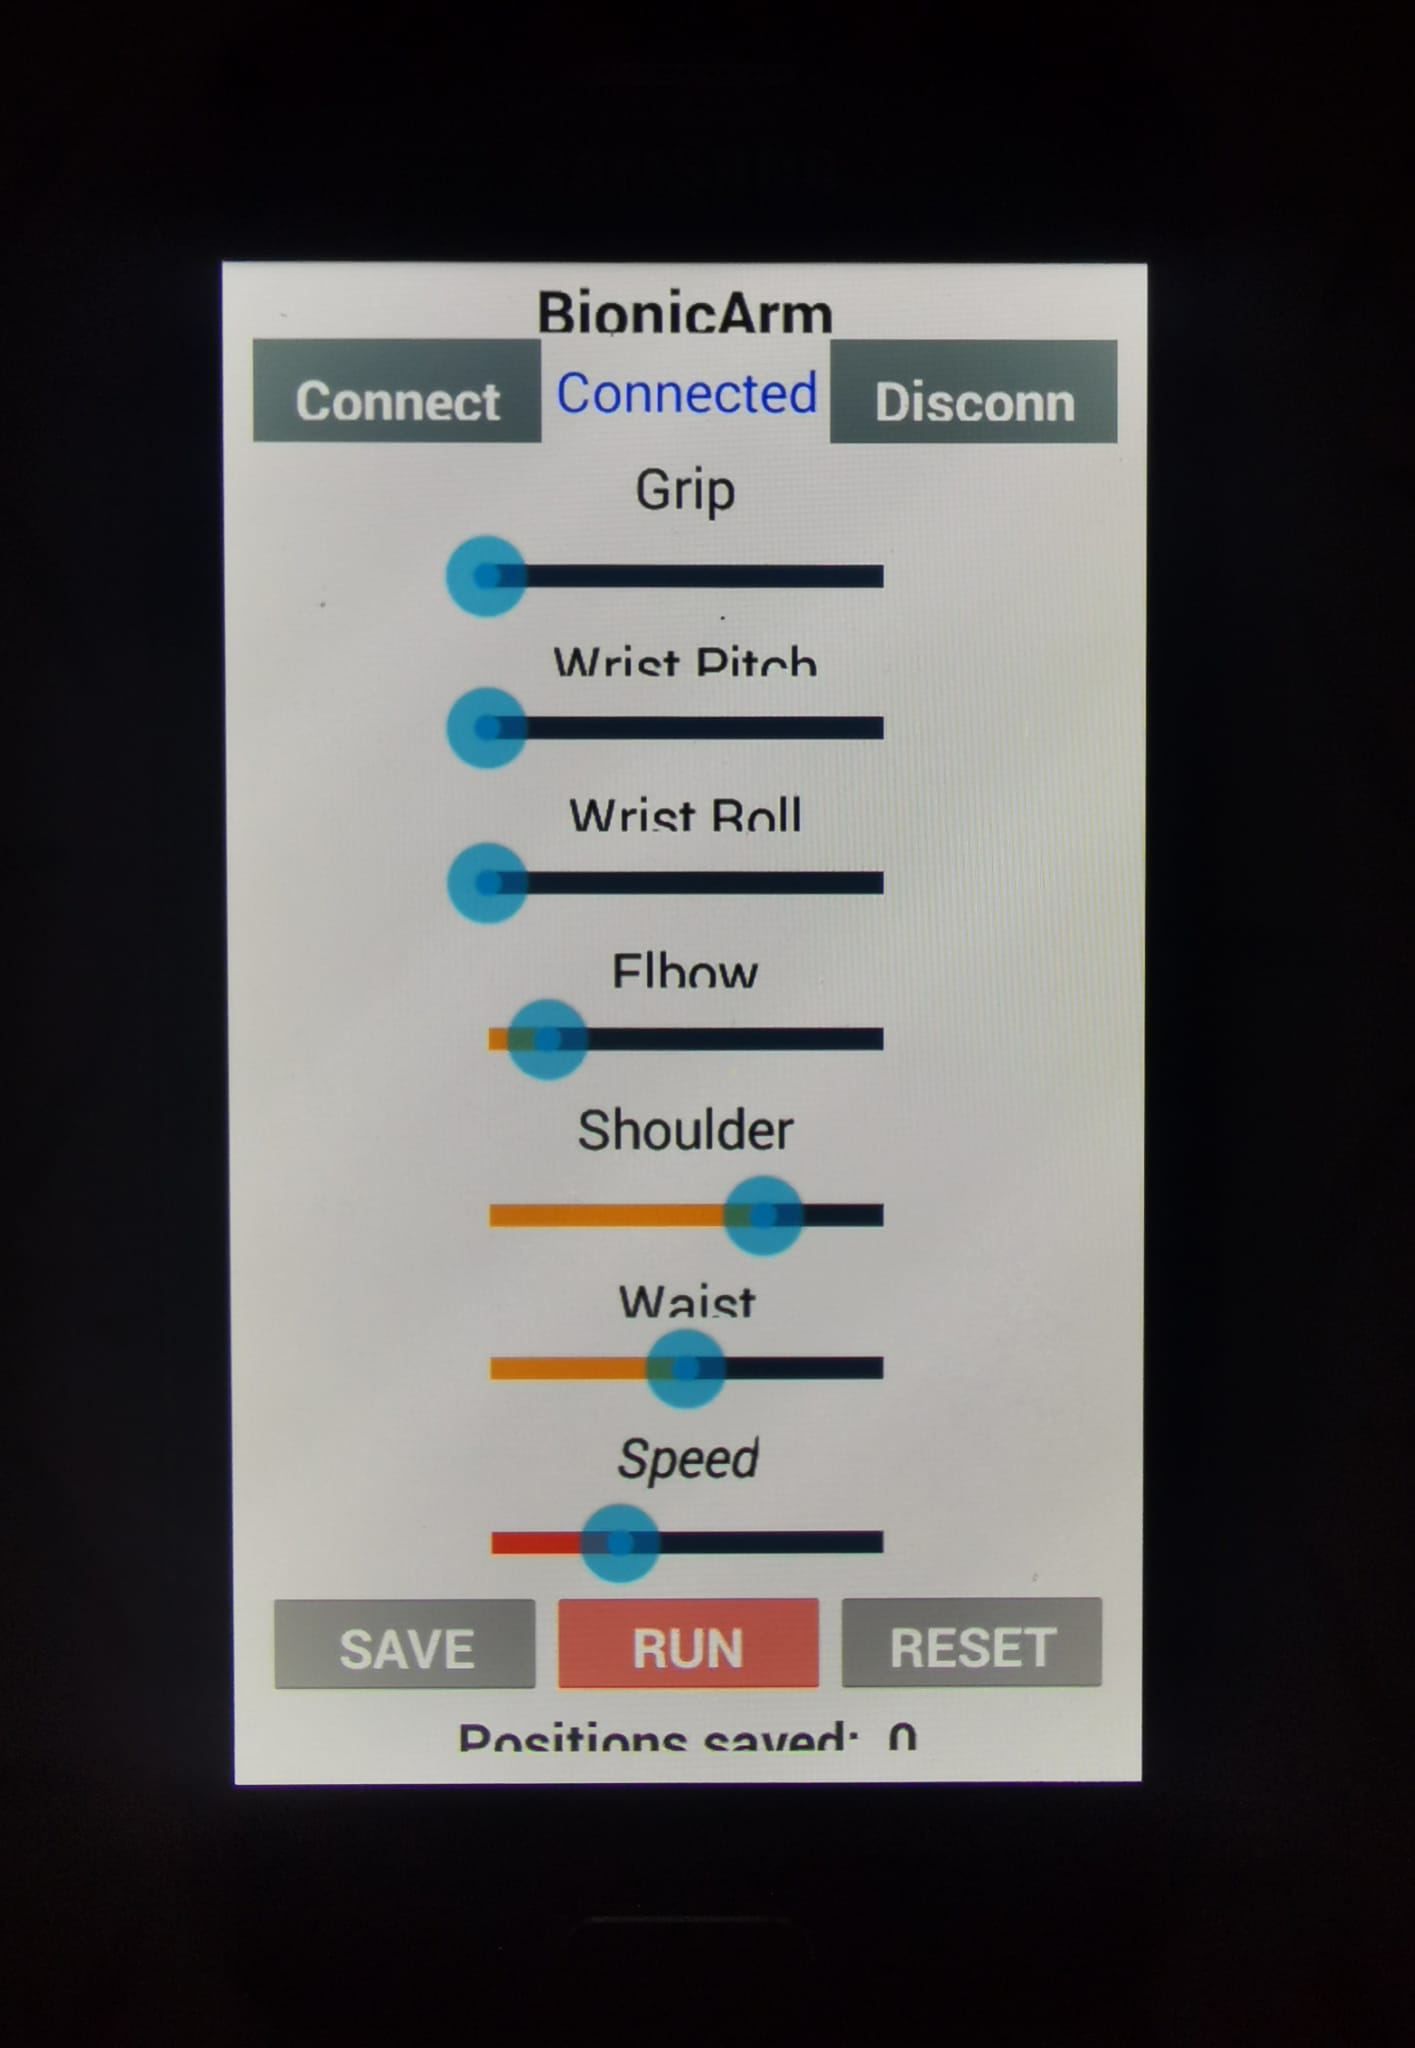 BionicArm
Connect Connected Disconn
Grip
Wrist Pitch
Wrist Roll
Elbow
Shoulder
Waist
Speed
SAVE RUN RESET
Positions saved: 0